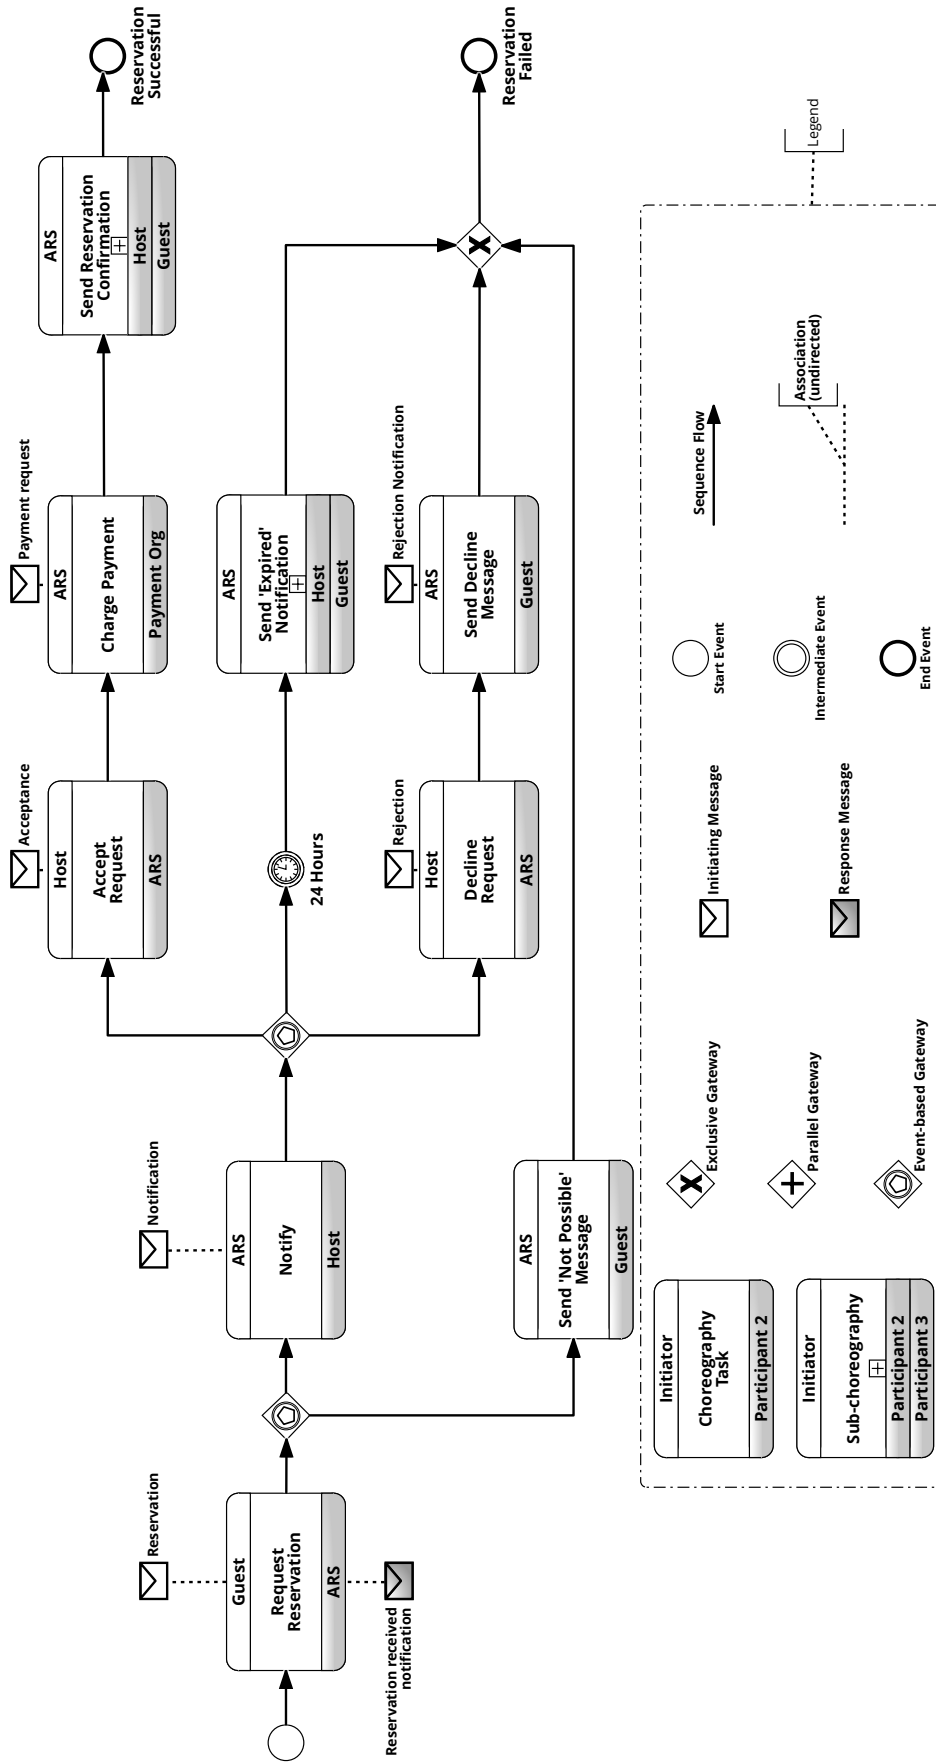 Reservation
Guest
Request
Reservation
ARS
Reservation received
notification
Notification
ARS
Notify
Host
ARS
Send 'Not Possible'
Message
Guest
Acceptance
Host
Accept
Request
ARS
24 Hours
Rejection
Host
Decline
Request
ARS
Payment request
ARS
Charge Payment
Payment Org
ARS
Send 'Expired'
Notification
Host
Guest
Rejection Notification
ARS
Send Decline
Message
Guest
ARS
Send Reservation
Confirmation
Host
Guest
Reservation
Successful
Reservation
Failed
Initiator
Choreography
Task
Participant 2
Initiator
Sub-choreography
Participant 2
Participant 3
Exclusive Gateway
Parallel Gateway
Event-based Gateway
Initiating Message
Response Message
Start Event
Intermediate Event
End Event
Sequence Flow
Association
(undirected)
Legend